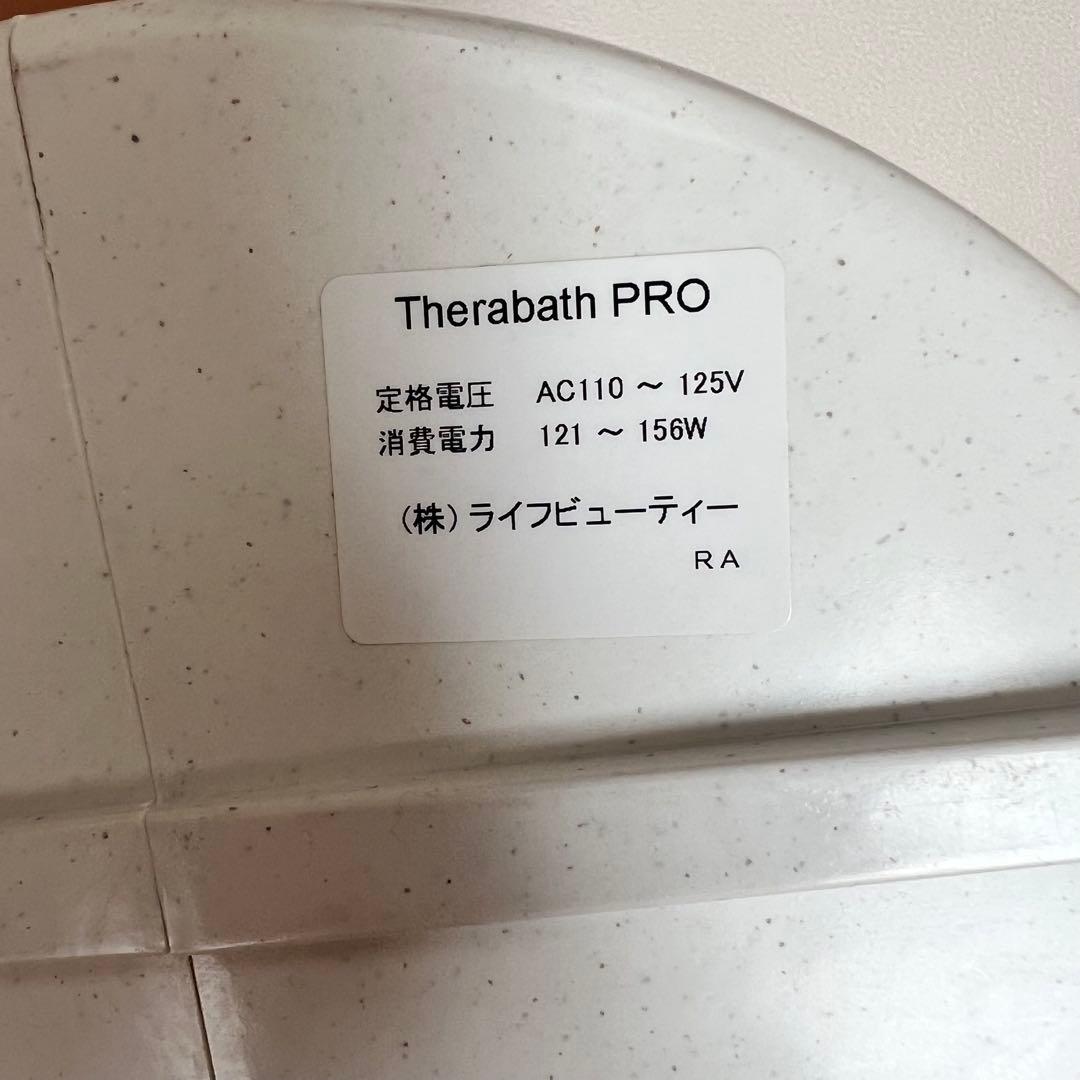 Therabath PRO
定格電圧 AC110 ～ 125V
消費電力 121 ～ 156W
(株) ライフビューティー
RA